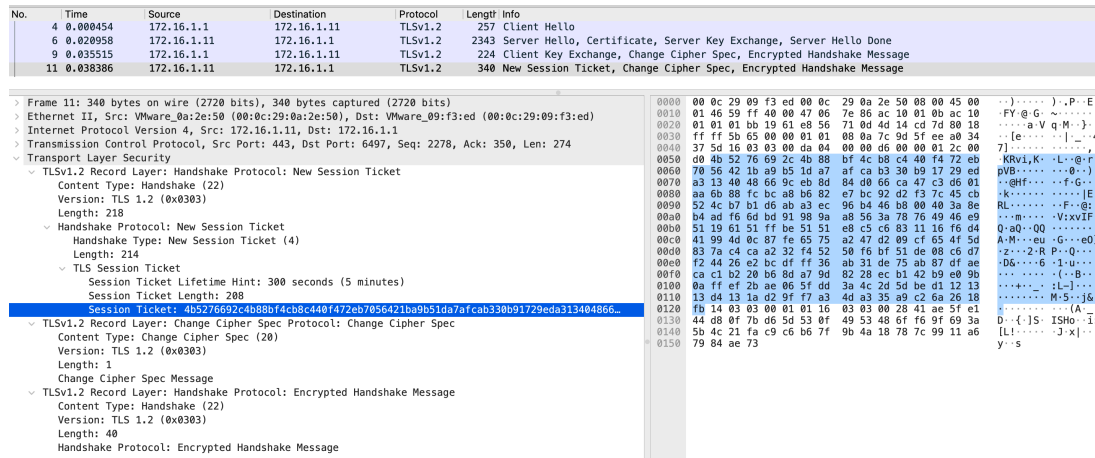 No. Time Source Destination Protocol Length Info
4 0.000454 172.16.1.1 172.16.1.11 TLSv1.2 257 Client Hello
6 0.020958 172.16.1.11 172.16.1.1 TLSv1.2 2343 Server Hello, Certificate, Server Key Exchange, Server Hello Done
9 0.035515 172.16.1.1 172.16.1.11 TLSv1.2 224 Client Key Exchange, Change Cipher Spec, Encrypted Handshake Message
11 0.038386 172.16.1.11 172.16.1.1 TLSv1.2 340 New Session Ticket, Change Cipher Spec, Encrypted Handshake Message
Frame 11: 340 bytes on wire (2720 bits), 340 bytes captured (2720 bits)
Ethernet II, Src: VMware_0a:2e:50 (00:0c:29:0a:2e:50), Dst: VMware_09:f3:ed (00:0c:29:09:f3:ed)
Internet Protocol Version 4, Src: 172.16.1.11, Dst: 172.16.1.1
Transmission Control Protocol, Src Port: 443, Dst Port: 6497, Seq: 2278, Ack: 350, Len: 274
Transport Layer Security
TLSv1.2 Record Layer: Handshake Protocol: New Session Ticket
Content Type: Handshake (22)
Version: TLS 1.2 (0x0303)
Length: 218
Handshake Protocol: New Session Ticket
Handshake Type: New Session Ticket (4)
Length: 214
TLS Session Ticket
Session Ticket Lifetime Hint: 300 seconds (5 minutes)
Session Ticket Length: 208
Session Ticket: 4b5276692c4b88bf4cb8c440f472eb7056421ba9b51da7afcab330b91729eda313404866…
TLSv1.2 Record Layer: Change Cipher Spec Protocol: Change Cipher Spec
Content Type: Change Cipher Spec (20)
Version: TLS 1.2 (0x0303)
Length: 1
Change Cipher Spec Message
TLSv1.2 Record Layer: Handshake Protocol: Encrypted Handshake Message
Content Type: Handshake (22)
Version: TLS 1.2 (0x0303)
Length: 40
Handshake Protocol: Encrypted Handshake Message
0000 00 0c 29 09 f3 ed 00 0c 29 0a 2e 50 08 00 45 00
0010 01 46 59 ff 40 00 47 06 7e 86 ac 10 01 0b ac 10
0020 01 01 01 bb 19 61 e8 56 71 0d 4d 14 cd 7d 80 18
0030 ff ff 5b 65 00 00 01 01 08 0a 7c 9d 5f ee a0 34
0040 37 5d 16 03 03 00 da 04 00 00 d6 00 00 01 2c 00
0050 d0 4b 52 76 69 2c 4b 88 bf 4c b8 c4 40 f4 72 eb
0060 70 56 42 1b a9 b5 1d a7 af ca b3 30 b9 17 29 ed
0070 a3 13 40 48 66 9c eb 8d 84 d0 66 ca 47 c3 d6 01
0080 aa 6b 88 fc bc a8 b6 82 e7 bc 92 d2 f3 7c 45 cb
0090 52 4c b7 b1 d6 ab a3 ec 96 b4 46 b8 00 40 3a 8e
00a0 b4 ad f6 6d bd 91 98 9a a8 56 3a 78 76 49 46 e9
00b0 51 19 61 51 ff be 51 51 e8 c5 c6 83 11 16 f6 d4
00c0 41 99 4d 0c 87 fe 65 75 a2 47 d2 09 cf 65 4f 5d
00d0 83 7a c4 ca a2 32 f4 52 50 f6 bf 51 de 08 c6 d7
00e0 f2 44 26 e2 bc df ff 36 ab 31 de 75 ab 87 df ae
00f0 ca c1 b2 20 b6 8d a7 9d 82 28 ec b1 42 b9 e0 9b
0100 0a ff ef 2b ae 06 5f dd 3a 4c 2d 5d be d1 12 13
0110 13 d4 13 1a d2 9f f7 a3 4d a3 35 a9 c2 6a 26 18
0120 fb 14 03 03 00 01 01 16 03 03 00 28 41 ae 5f e1
0130 44 d8 0f 7b d6 5d 53 0f 49 53 48 6f f6 9f 69 3a
0140 5b 4c 21 fa c9 c6 b6 7f 9b 4a 18 78 7c 99 11 a6
0150 79 84 ae 73